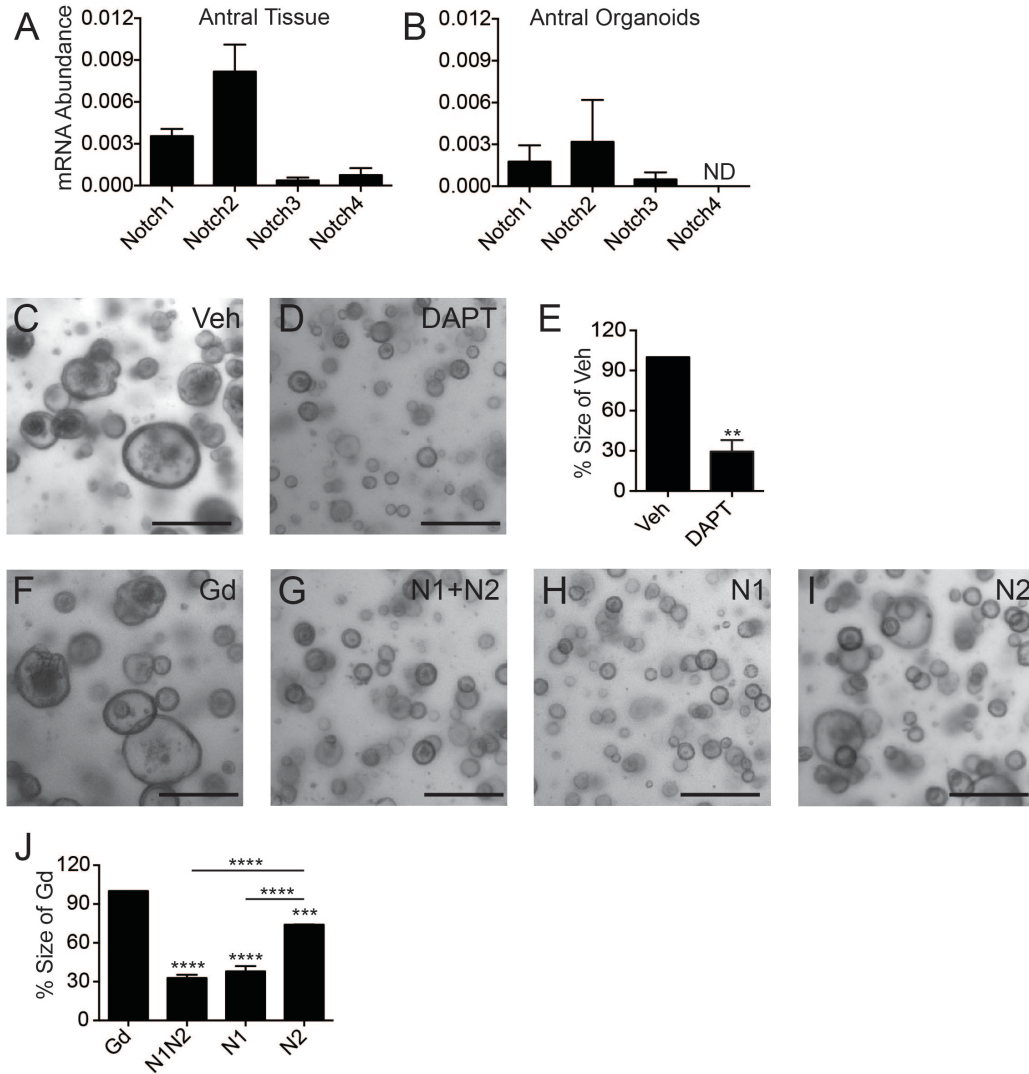 A
Antral Tissue
mRNA Abundance
0.012
0.009
0.006
0.003
0.000
Notch1
Notch2
Notch3
Notch4
B
Antral Organoids
0.012
0.009
0.006
0.003
0.000
ND
Notch1
Notch2
Notch3
Notch4
C
Veh
D
DAPT
E
% Size of Veh
120
90
60
30
0
**
Veh
DAPT
F
Gd
G
N1+N2
H
N1
I
N2
J
% Size of Gd
120
90
60
30
0
****
****
****
****
***
Gd
N1N2
N1
N2